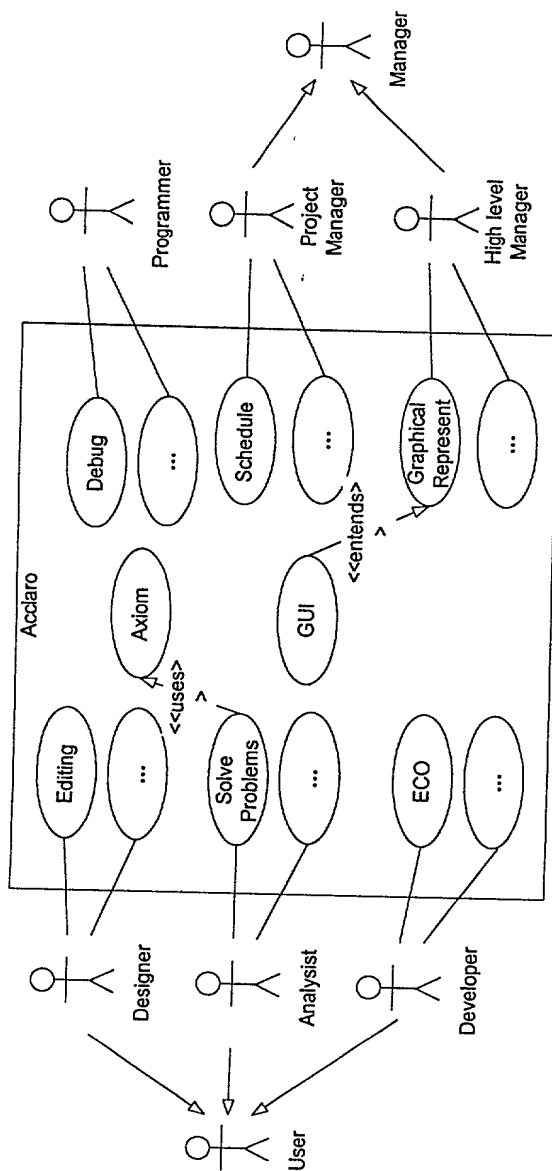 Acclaro
User
Designer
Analysist
Developer
Editing
...
Solve
Problems
...
ECO
...
<<uses>
>
Axiom
GUI
<<entends>
>
Debug
...
Schedule
...
Graphical
Represent
...
Programmer
Project
Manager
High level
Manager
Manager